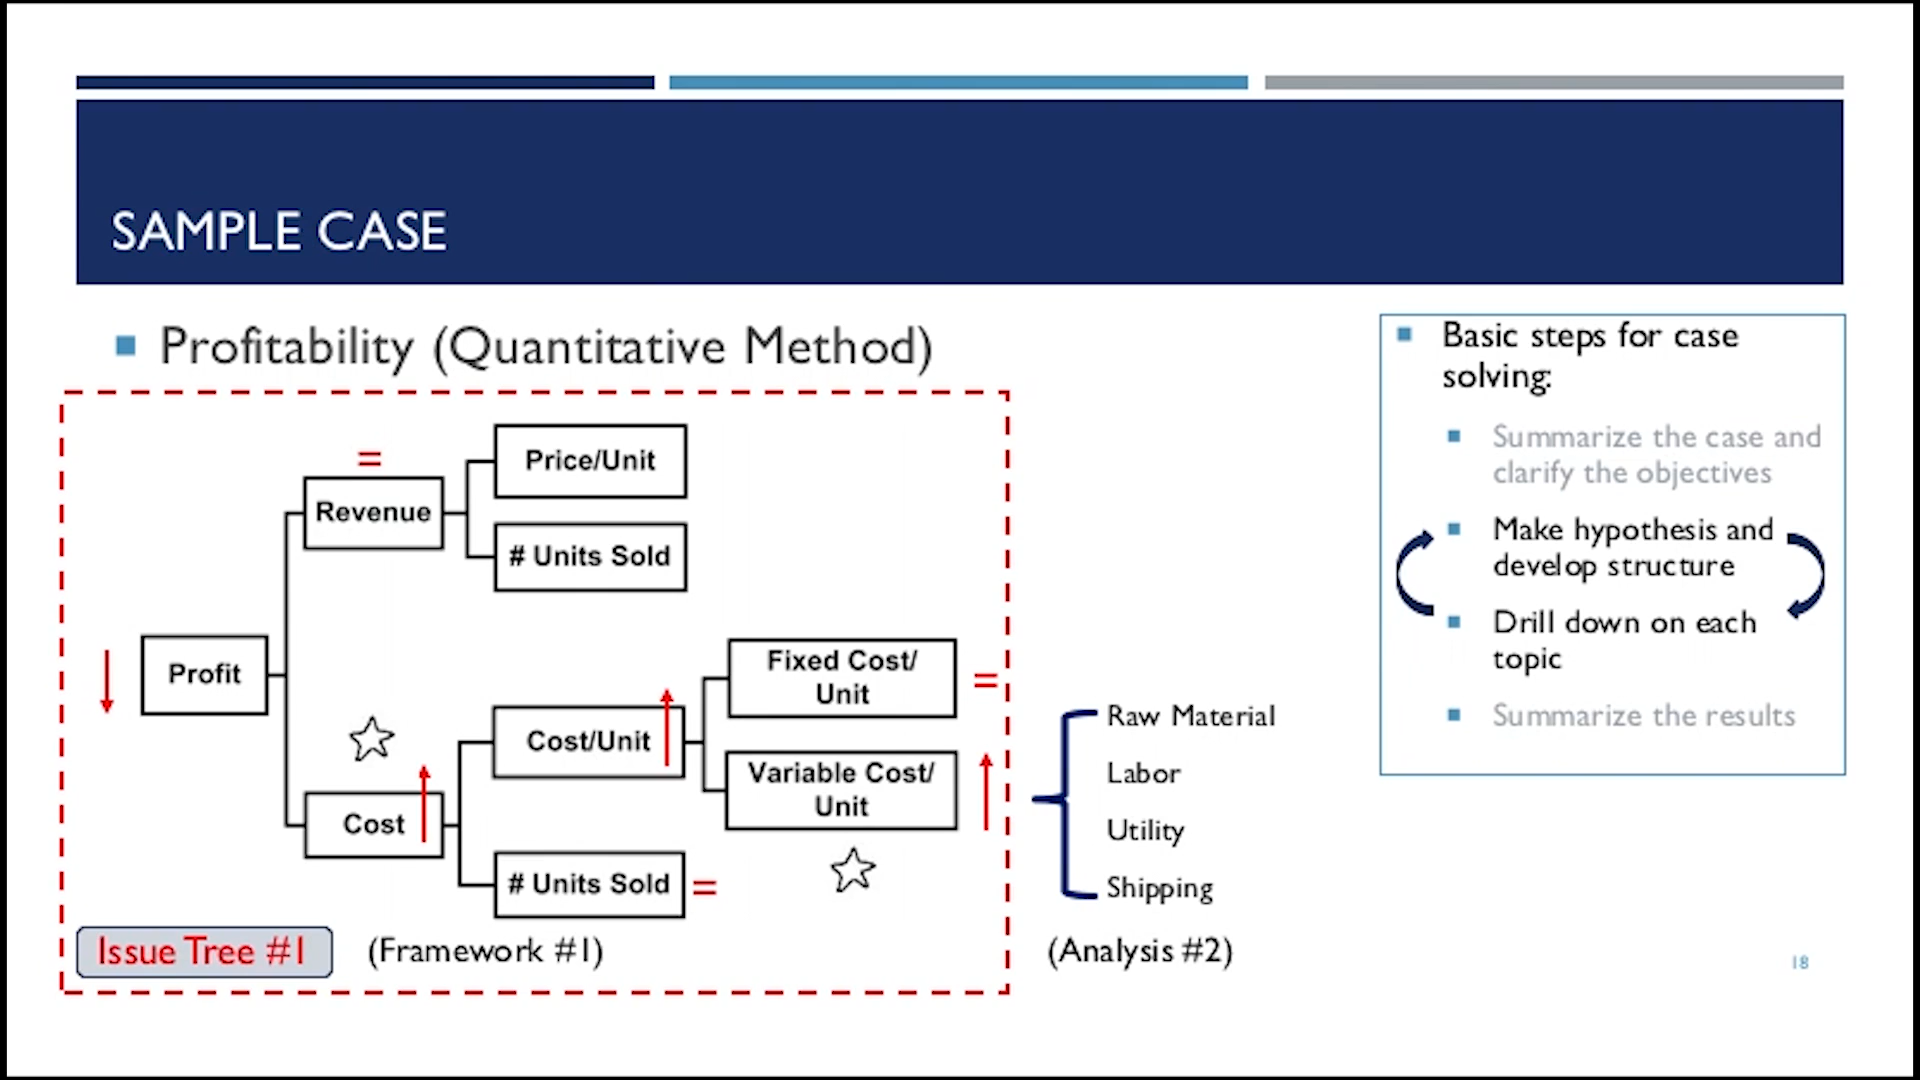 SAMPLE CASE
Profitability (Quantitative Method)
=
Price/Unit
Revenue
# Units Sold
Profit
Fixed Cost/
Unit
=
Cost/Unit
Variable Cost/
Unit
Cost
# Units Sold
=
Issue Tree #1
(Framework #1)
Raw Material
Labor
Utility
Shipping
(Analysis #2)
Basic steps for case
solving:
Summarize the case and
clarify the objectives
Make hypothesis and
develop structure
Drill down on each
topic
Summarize the results
18